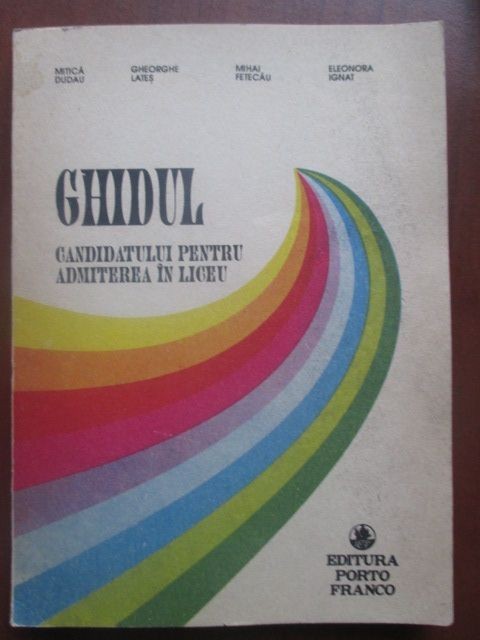 MITICĂ DUDAU
GHEORGHE LATEȘ
MIHAI FETECĂU
ELEONORA IGNAT
GHIDUL
CANDIDATULUI PENTRU
ADMITEREA ÎN LICEU
EDITURA
PORTO
FRANCO